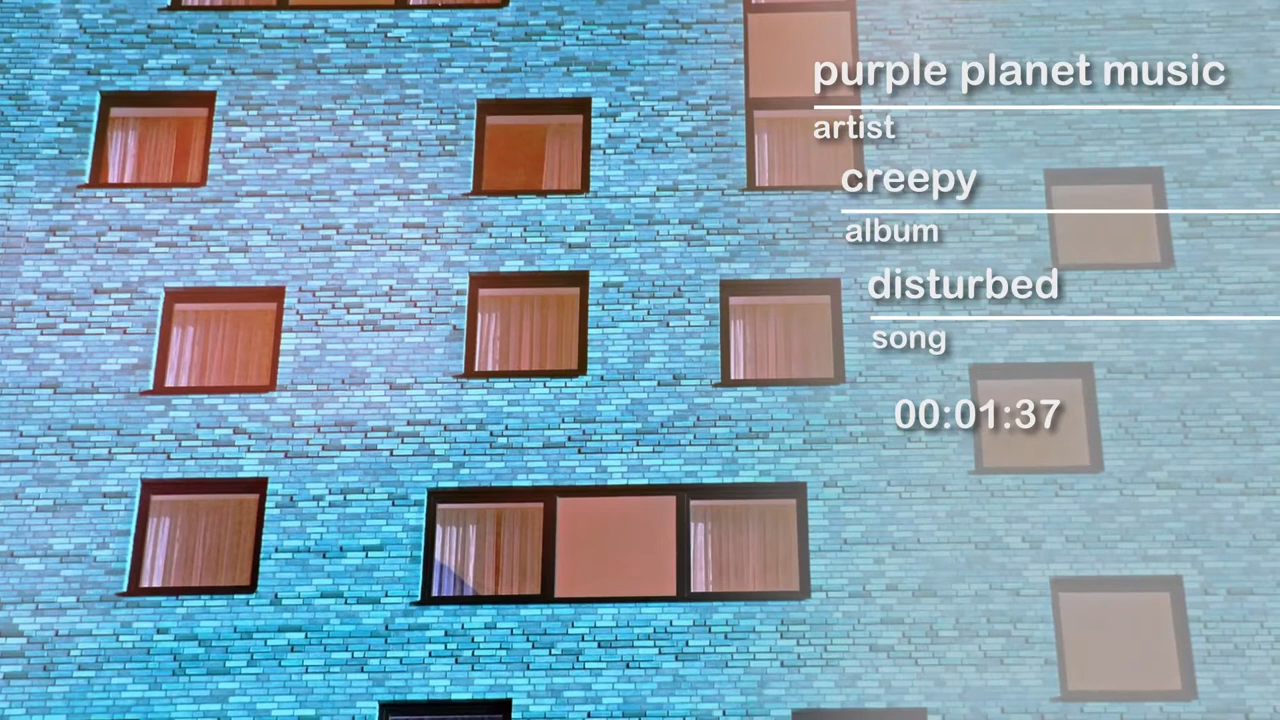 purple planet music
artist
creepy
album
disturbed
song
00:01:37